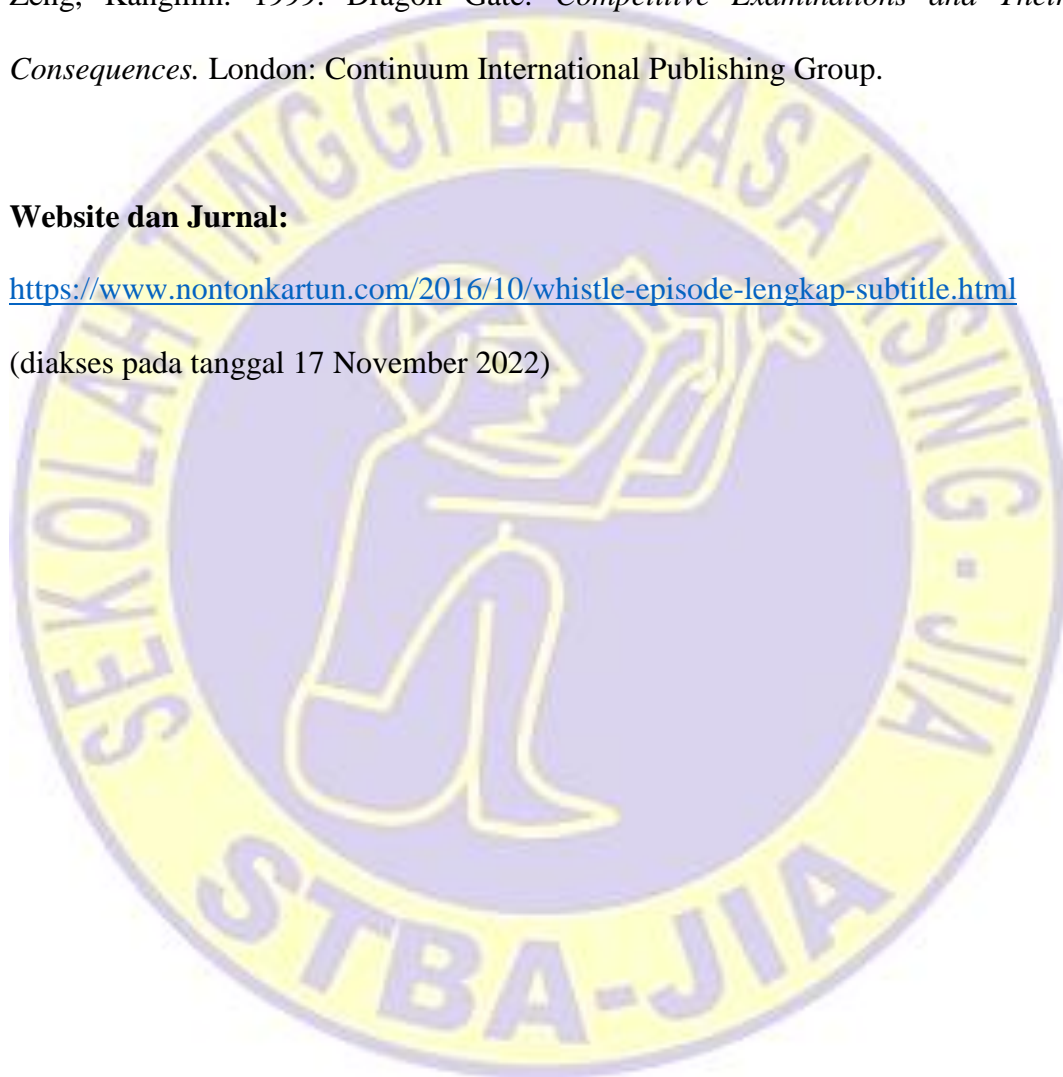 Zeng, Kangmin. 1999. Dragon Gate: Competitive Examinations and Their
Consequences. London: Continuum International Publishing Group.
Website dan Jurnal:
https://www.nontonkartun.com/2016/10/whistle-episode-lengkap-subtitle.html
(diakses pada tanggal 17 November 2022)
SEKOLAH TINGGI BAHASA ASING - JIA
STBA-JIA